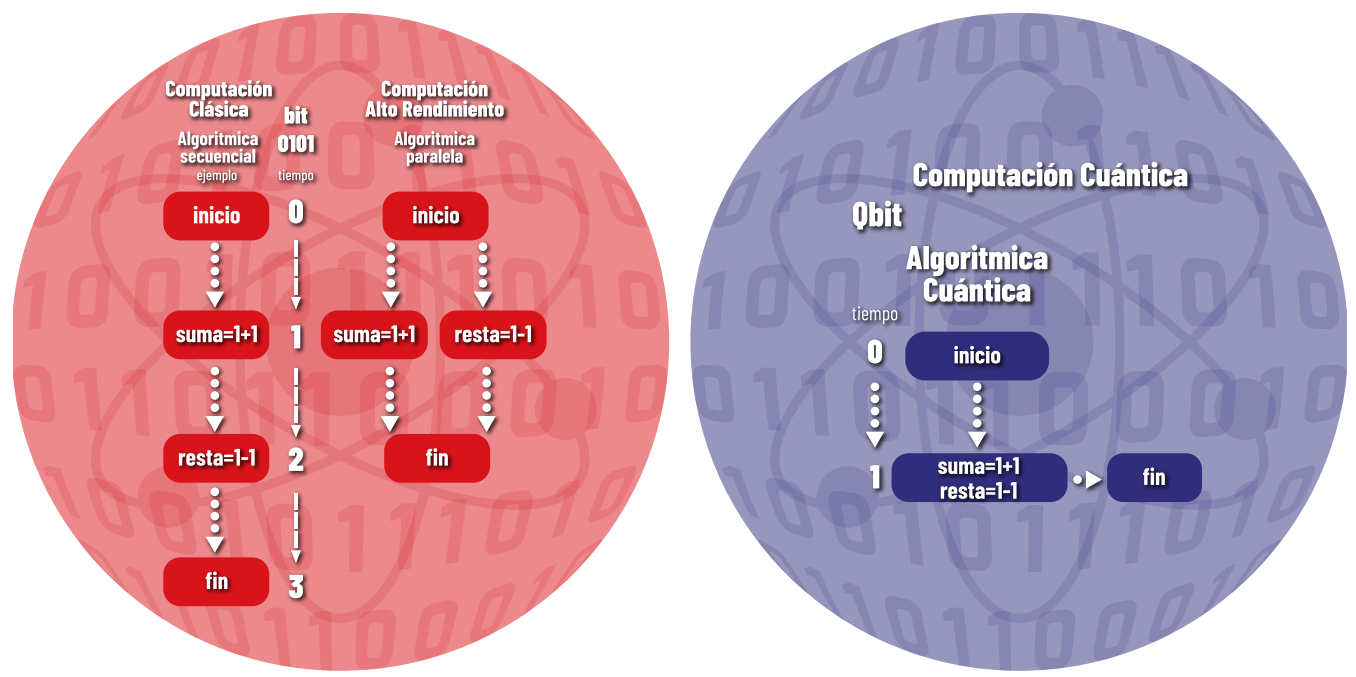 Computación
Clásica
Algoritmica
secuencial
ejemplo
bit
0101
tiempo
Computación
Alto Rendimiento
Algoritmica
paralela
inicio
0
inicio
suma=1+1
1
suma=1+1
resta=1-1
resta=1-1
2
fin
fin
3
Computación Cuántica
Qbit
Algoritmica
Cuántica
tiempo
0
inicio
1
suma=1+1
resta=1-1
fin